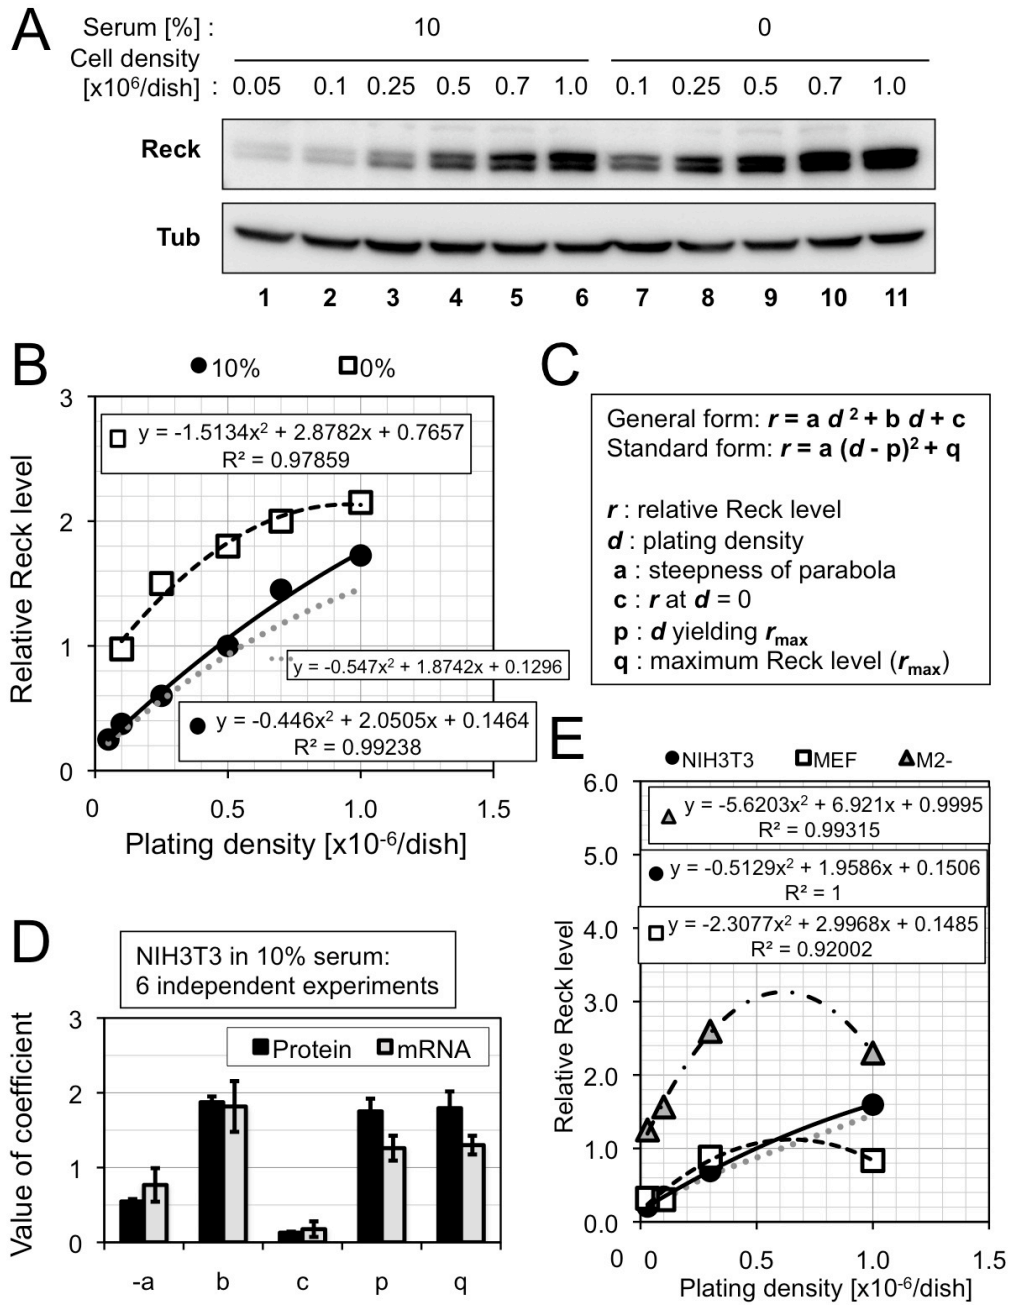 A
Serum [%] : 10 0
Cell density
[x10⁶/dish] : 0.05 0.1 0.25 0.5 0.7 1.0 0.1 0.25 0.5 0.7 1.0
Reck
Tub
1 2 3 4 5 6 7 8 9 10 11
B
10% 0%
3
2
1
0
Relative Reck level
y = -1.5134x² + 2.8782x + 0.7657
R² = 0.97859
y = -0.547x² + 1.8742x + 0.1296
y = -0.446x² + 2.0505x + 0.1464
R² = 0.99238
0 0.5 1.0 1.5
Plating density [x10⁻⁶/dish]
C
General form: r = a d ² + b d + c
Standard form: r = a (d - p)² + q
r : relative Reck level
d : plating density
a : steepness of parabola
c : r at d = 0
p : d yielding rmax
q : maximum Reck level (rmax)
D
NIH3T3 in 10% serum:
6 independent experiments
3
2
1
0
Value of coefficient
Protein mRNA
-a b c p q
E
NIH3T3 MEF M2-
6.0
5.0
4.0
3.0
2.0
1.0
0.0
Relative Reck level
y = -5.6203x² + 6.921x + 0.9995
R² = 0.99315
y = -0.5129x² + 1.9586x + 0.1506
R² = 1
y = -2.3077x² + 2.9968x + 0.1485
R² = 0.92002
0 0 0.5 1.0 1.5
Plating density [x10⁻⁶/dish]